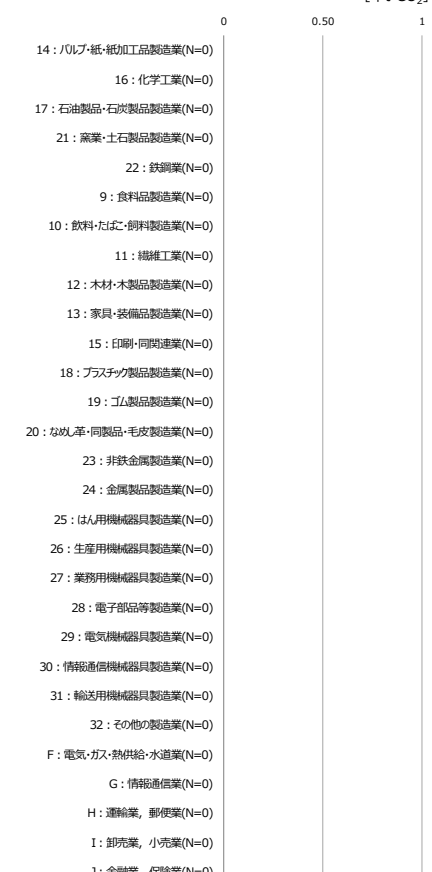 0 0.50 1
14：パルプ・紙・紙加工品製造業(N=0)
16：化学工業(N=0)
17：石油製品・石炭製品製造業(N=0)
21：窯業・土石製品製造業(N=0)
22：鉄鋼業(N=0)
9：食料品製造業(N=0)
10：飲料・たばこ・飼料製造業(N=0)
11：繊維工業(N=0)
12：木材・木製品製造業(N=0)
13：家具・装備品製造業(N=0)
15：印刷・同関連業(N=0)
18：プラスチック製品製造業(N=0)
19：ゴム製品製造業(N=0)
20：なめし革・同製品・毛皮製造業(N=0)
23：非鉄金属製造業(N=0)
24：金属製品製造業(N=0)
25：はん用機械器具製造業(N=0)
26：生産用機械器具製造業(N=0)
27：業務用機械器具製造業(N=0)
28：電子部品等製造業(N=0)
29：電気機械器具製造業(N=0)
30：情報通信機械器具製造業(N=0)
31：輸送用機械器具製造業(N=0)
32：その他の製造業(N=0)
F：電気・ガス・熱供給・水道業(N=0)
G：情報通信業(N=0)
H：運輸業，郵便業(N=0)
I：卸売業，小売業(N=0)
J：金融業，保険業(N=0)